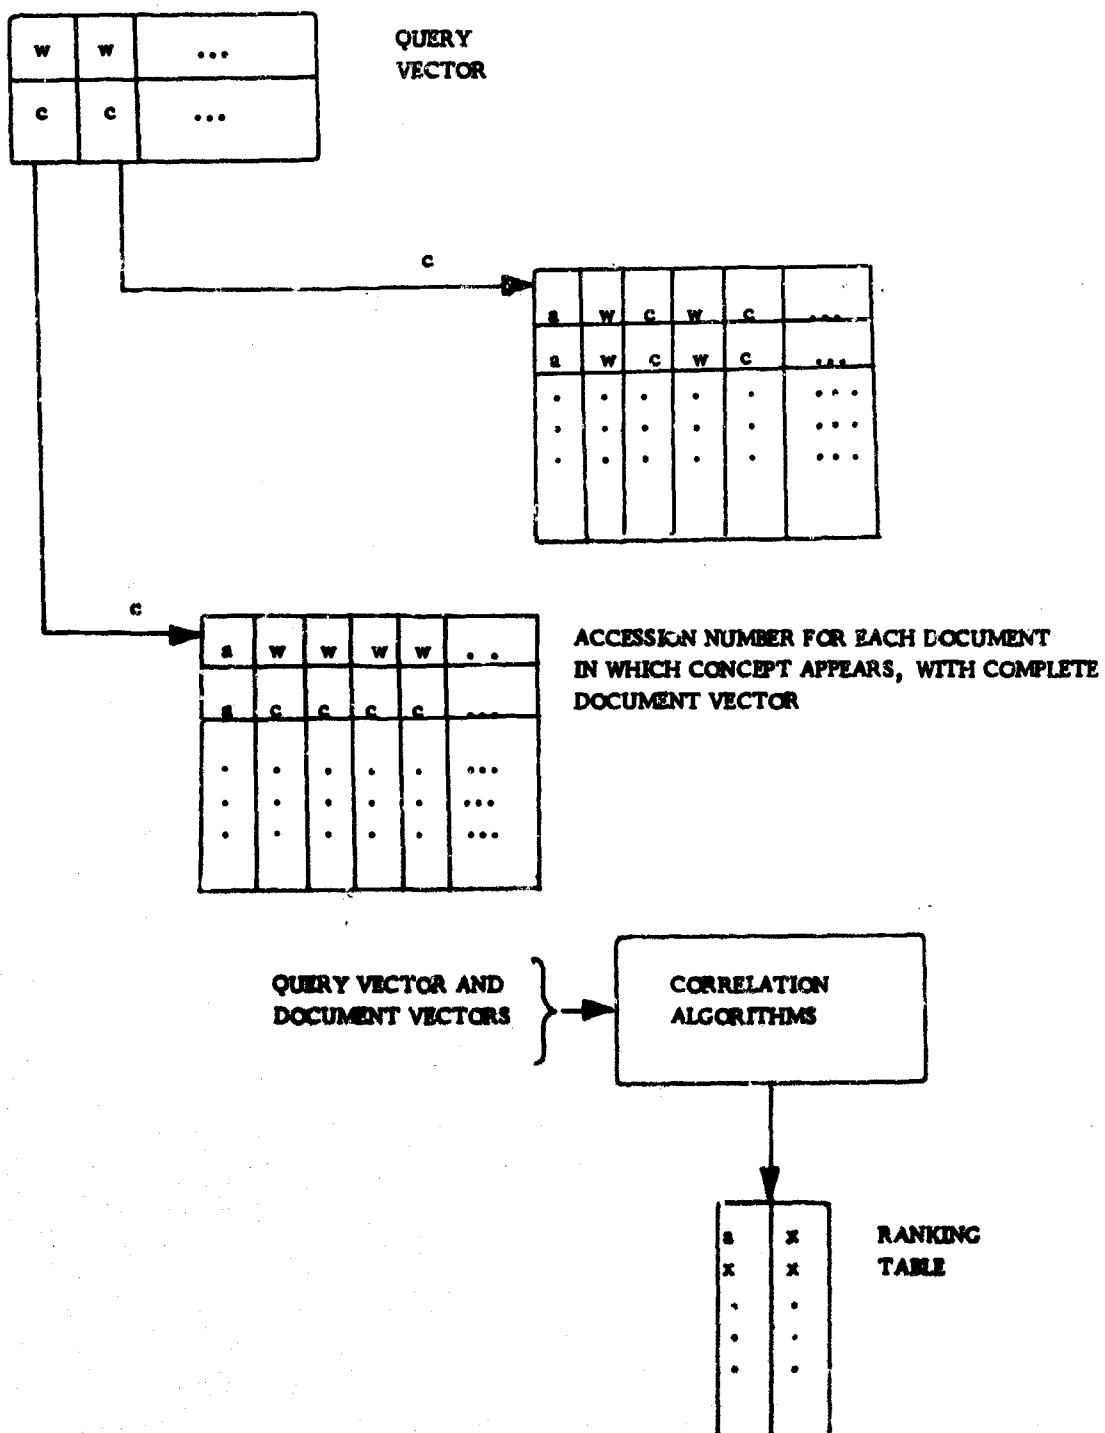 w w ...
QUERY
VECTOR
c c ...
c
a w c w c ...
a w c w c ...
. . . . . ...
. . . . . ...
. . . . . ...
c
a w w w w . .
a c c c c ...
. . . . . ...
. . . . . ...
. . . . . ...
ACCESSION NUMBER FOR EACH DOCUMENT
IN WHICH CONCEPT APPEARS, WITH COMPLETE
DOCUMENT VECTOR
QUERY VECTOR AND
DOCUMENT VECTORS
CORRELATION
ALGORITHMS
a x
x x
. .
. .
. .
RANKING
TABLE